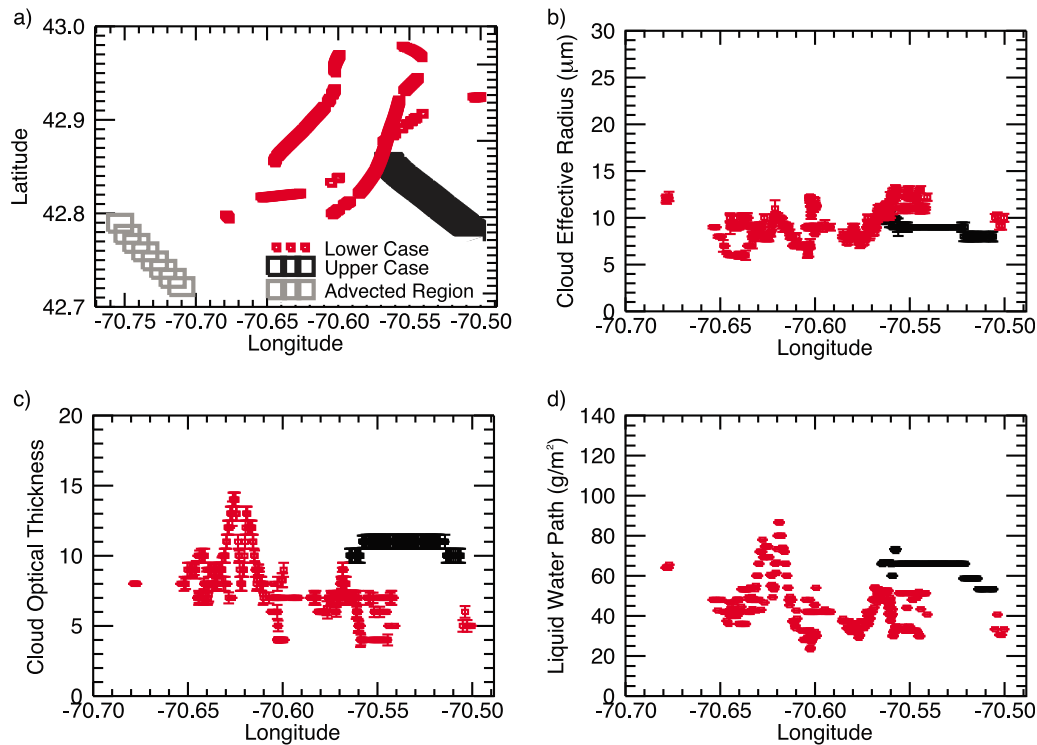 a)
43.0
42.9
42.8
42.7
Latitude
-70.75 -70.70 -70.65 -70.60 -70.55 -70.50
Longitude
Lower Case
Upper Case
Advected Region
b)
30
25
20
15
10
5
0
Cloud Effective Radius (μm)
-70.70 -70.65 -70.60 -70.55 -70.50
Longitude
c)
20
15
10
5
0
Cloud Optical Thickness
-70.70 -70.65 -70.60 -70.55 -70.50
Longitude
d)
140
120
100
80
60
40
20
0
Liquid Water Path (g/m²)
-70.70 -70.65 -70.60 -70.55 -70.50
Longitude